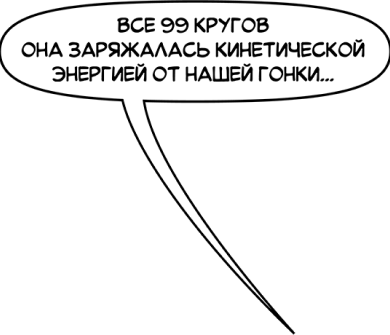 ВСЕ 99 КРУГОВ
ОНА ЗАРЯЖАЛАСЬ КИНЕТИЧЕСКОЙ
ЭНЕРГИЕЙ ОТ НАШЕЙ ГОНКИ...